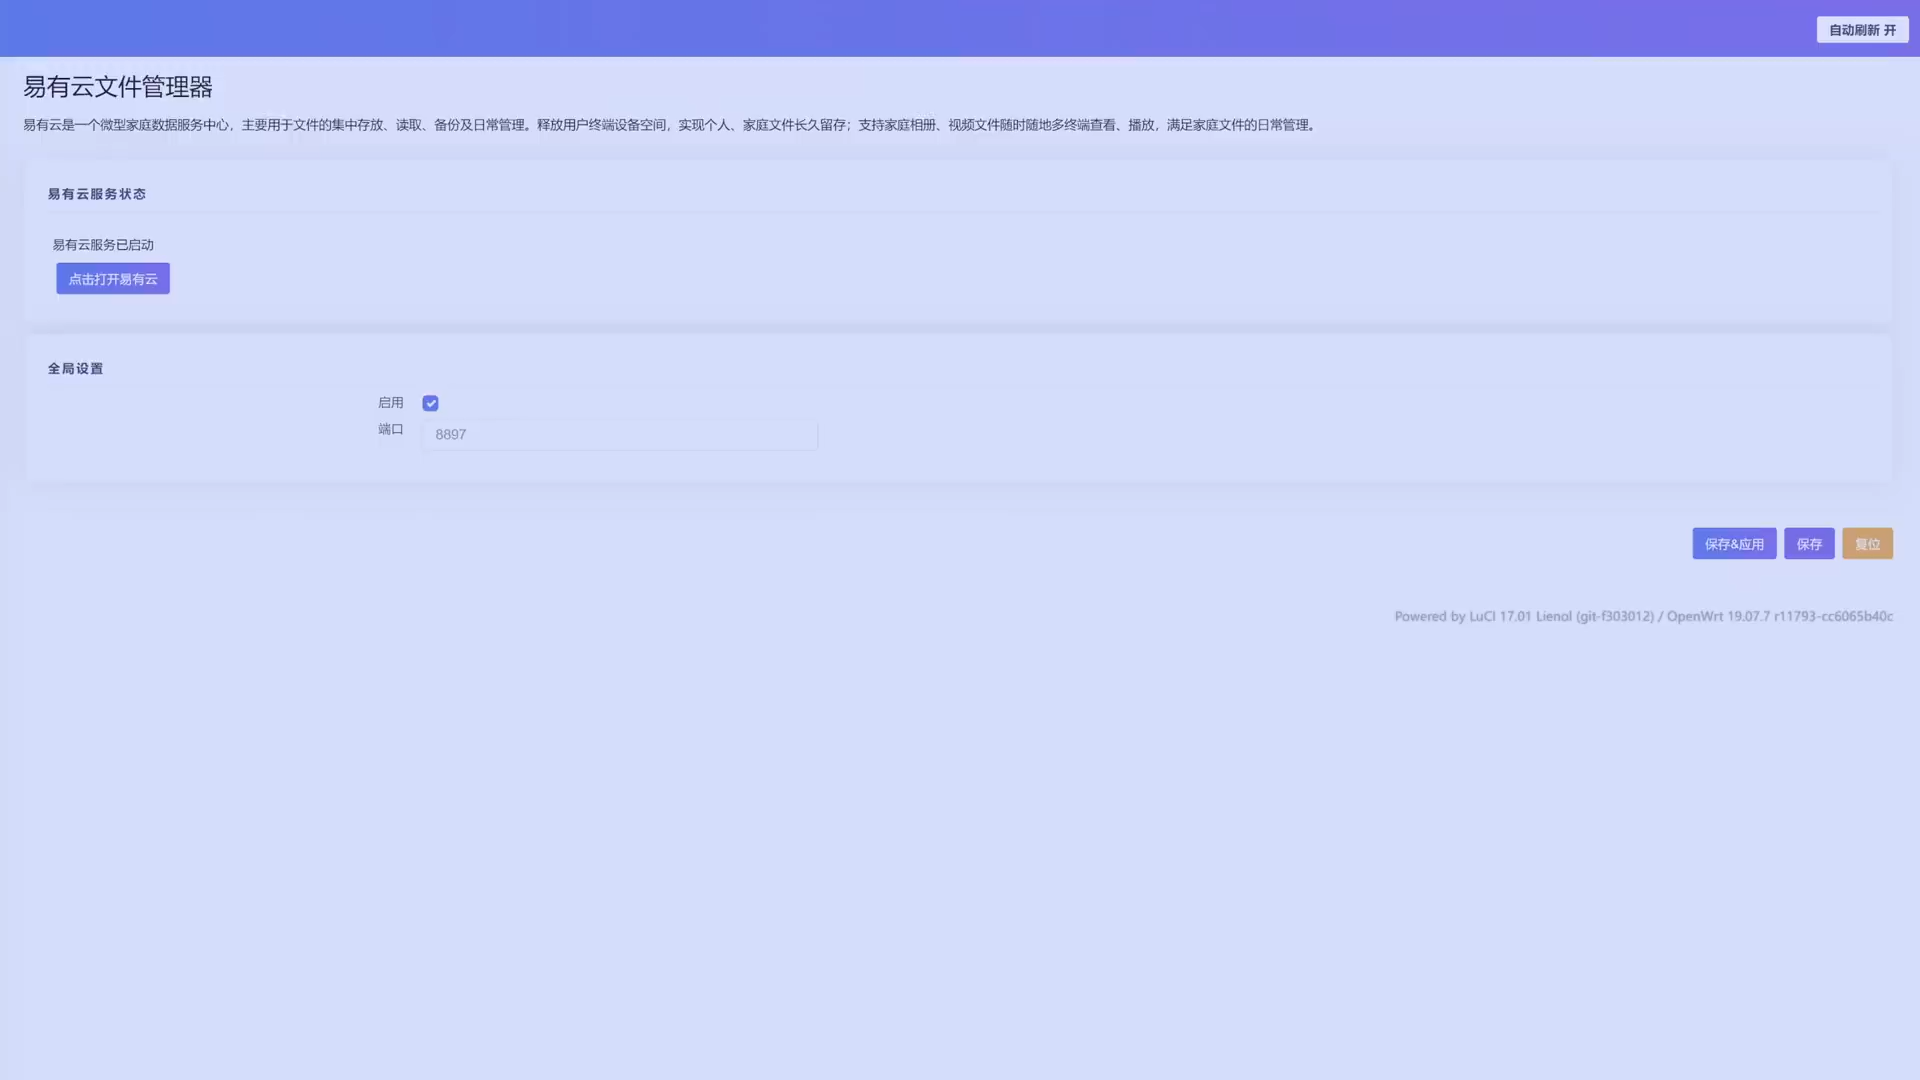 自动刷新 开
易有云文件管理器
易有云是一个微型家庭数据服务中心，主要用于文件的集中存放、读取、备份及日常管理。释放用户终端设备空间，实现个人、家庭文件长久留存；支持家庭相册、视频文件随时随地多终端查看、播放，满足家庭文件的日常管理。
易有云服务状态
易有云服务已启动
点击打开易有云
全局设置
启用
端口 8897
保存&应用 保存 复位
Powered by LuCI 17.01 Lienol (git-f303012) / OpenWrt 19.07.7 r11793-cc6065b40c